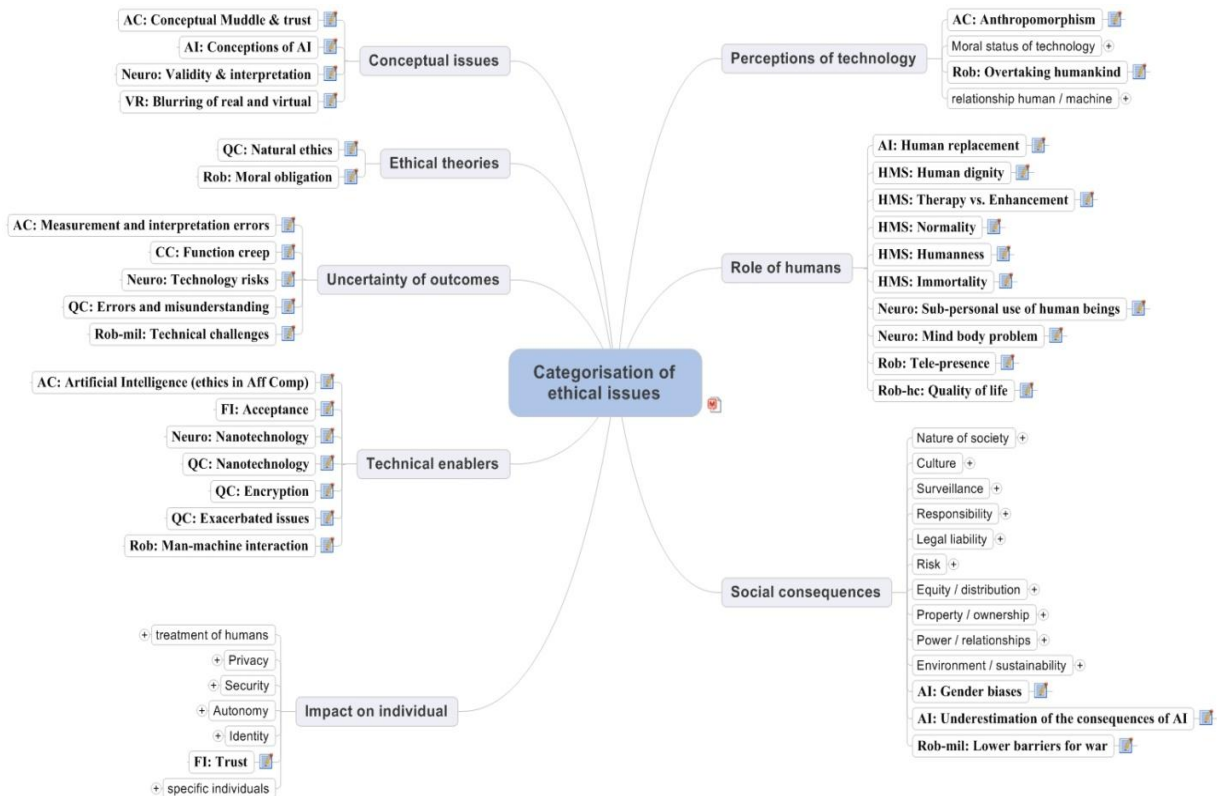 AC: Conceptual Muddle & trust
AI: Conceptions of AI
Neuro: Validity & interpretation
VR: Blurring of real and virtual
Conceptual issues
QC: Natural ethics
Rob: Moral obligation
Ethical theories
AC: Measurement and interpretation errors
CC: Function creep
Neuro: Technology risks
QC: Errors and misunderstanding
Rob-mil: Technical challenges
Uncertainty of outcomes
AC: Artificial Intelligence (ethics in Aff Comp)
FI: Acceptance
Neuro: Nanotechnology
QC: Nanotechnology
QC: Encryption
QC: Exacerbated issues
Rob: Man-machine interaction
Technical enablers
treatment of humans
Privacy
Security
Autonomy
Identity
FI: Trust
specific individuals
Impact on individual
Categorisation of
ethical issues
Perceptions of technology
AC: Anthropomorphism
Moral status of technology
Rob: Overtaking humankind
relationship human / machine
Role of humans
AI: Human replacement
HMS: Human dignity
HMS: Therapy vs. Enhancement
HMS: Normality
HMS: Humanness
HMS: Immortality
Neuro: Sub-personal use of human beings
Neuro: Mind body problem
Rob: Tele-presence
Rob-hc: Quality of life
Social consequences
Nature of society
Culture
Surveillance
Responsibility
Legal liability
Risk
Equity / distribution
Property / ownership
Power / relationships
Environment / sustainability
AI: Gender biases
AI: Underestimation of the consequences of AI
Rob-mil: Lower barriers for war